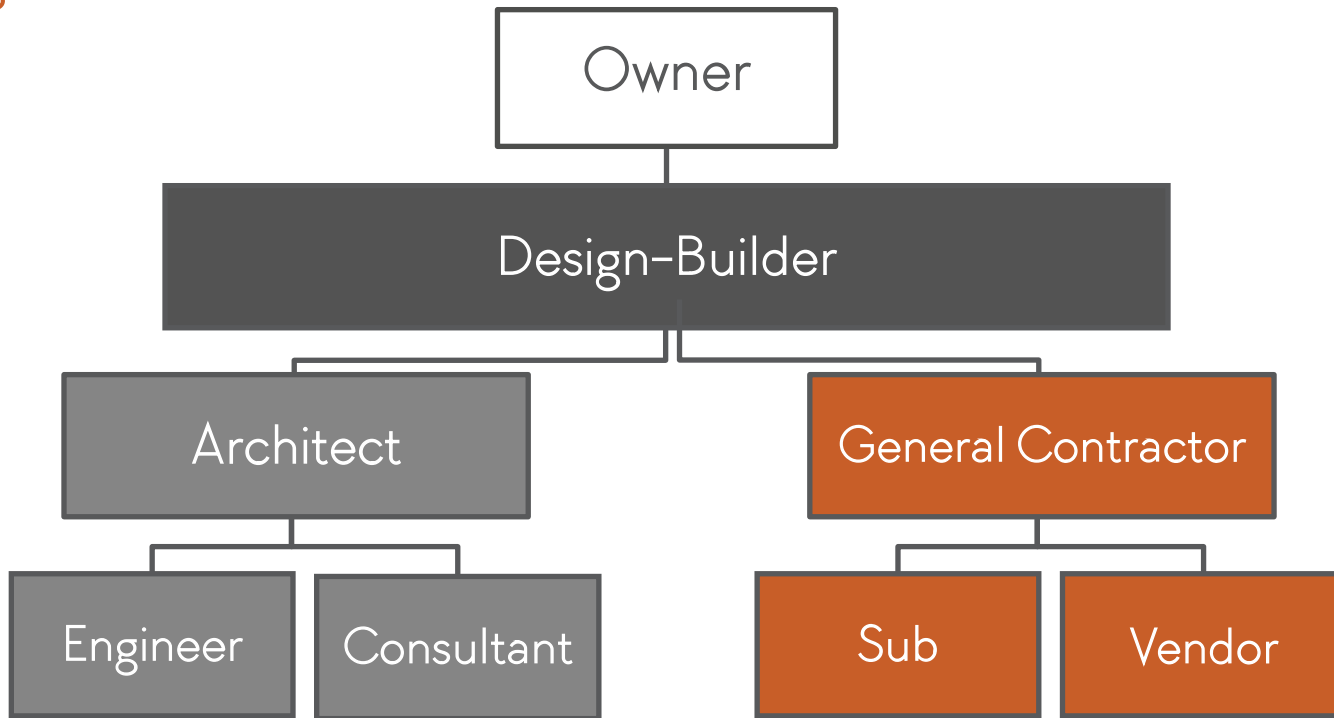 Owner
Design-Builder
Architect
General Contractor
Engineer
Consultant
Sub
Vendor